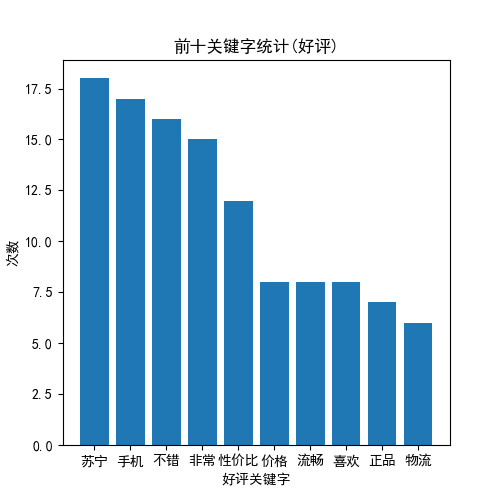 前十关键字统计(好评)
次数
17.5
15.0
12.5
10.0
7.5
5.0
2.5
0.0
苏宁 手机 不错 非常 性价比 价格 流畅 喜欢 正品 物流
好评关键字